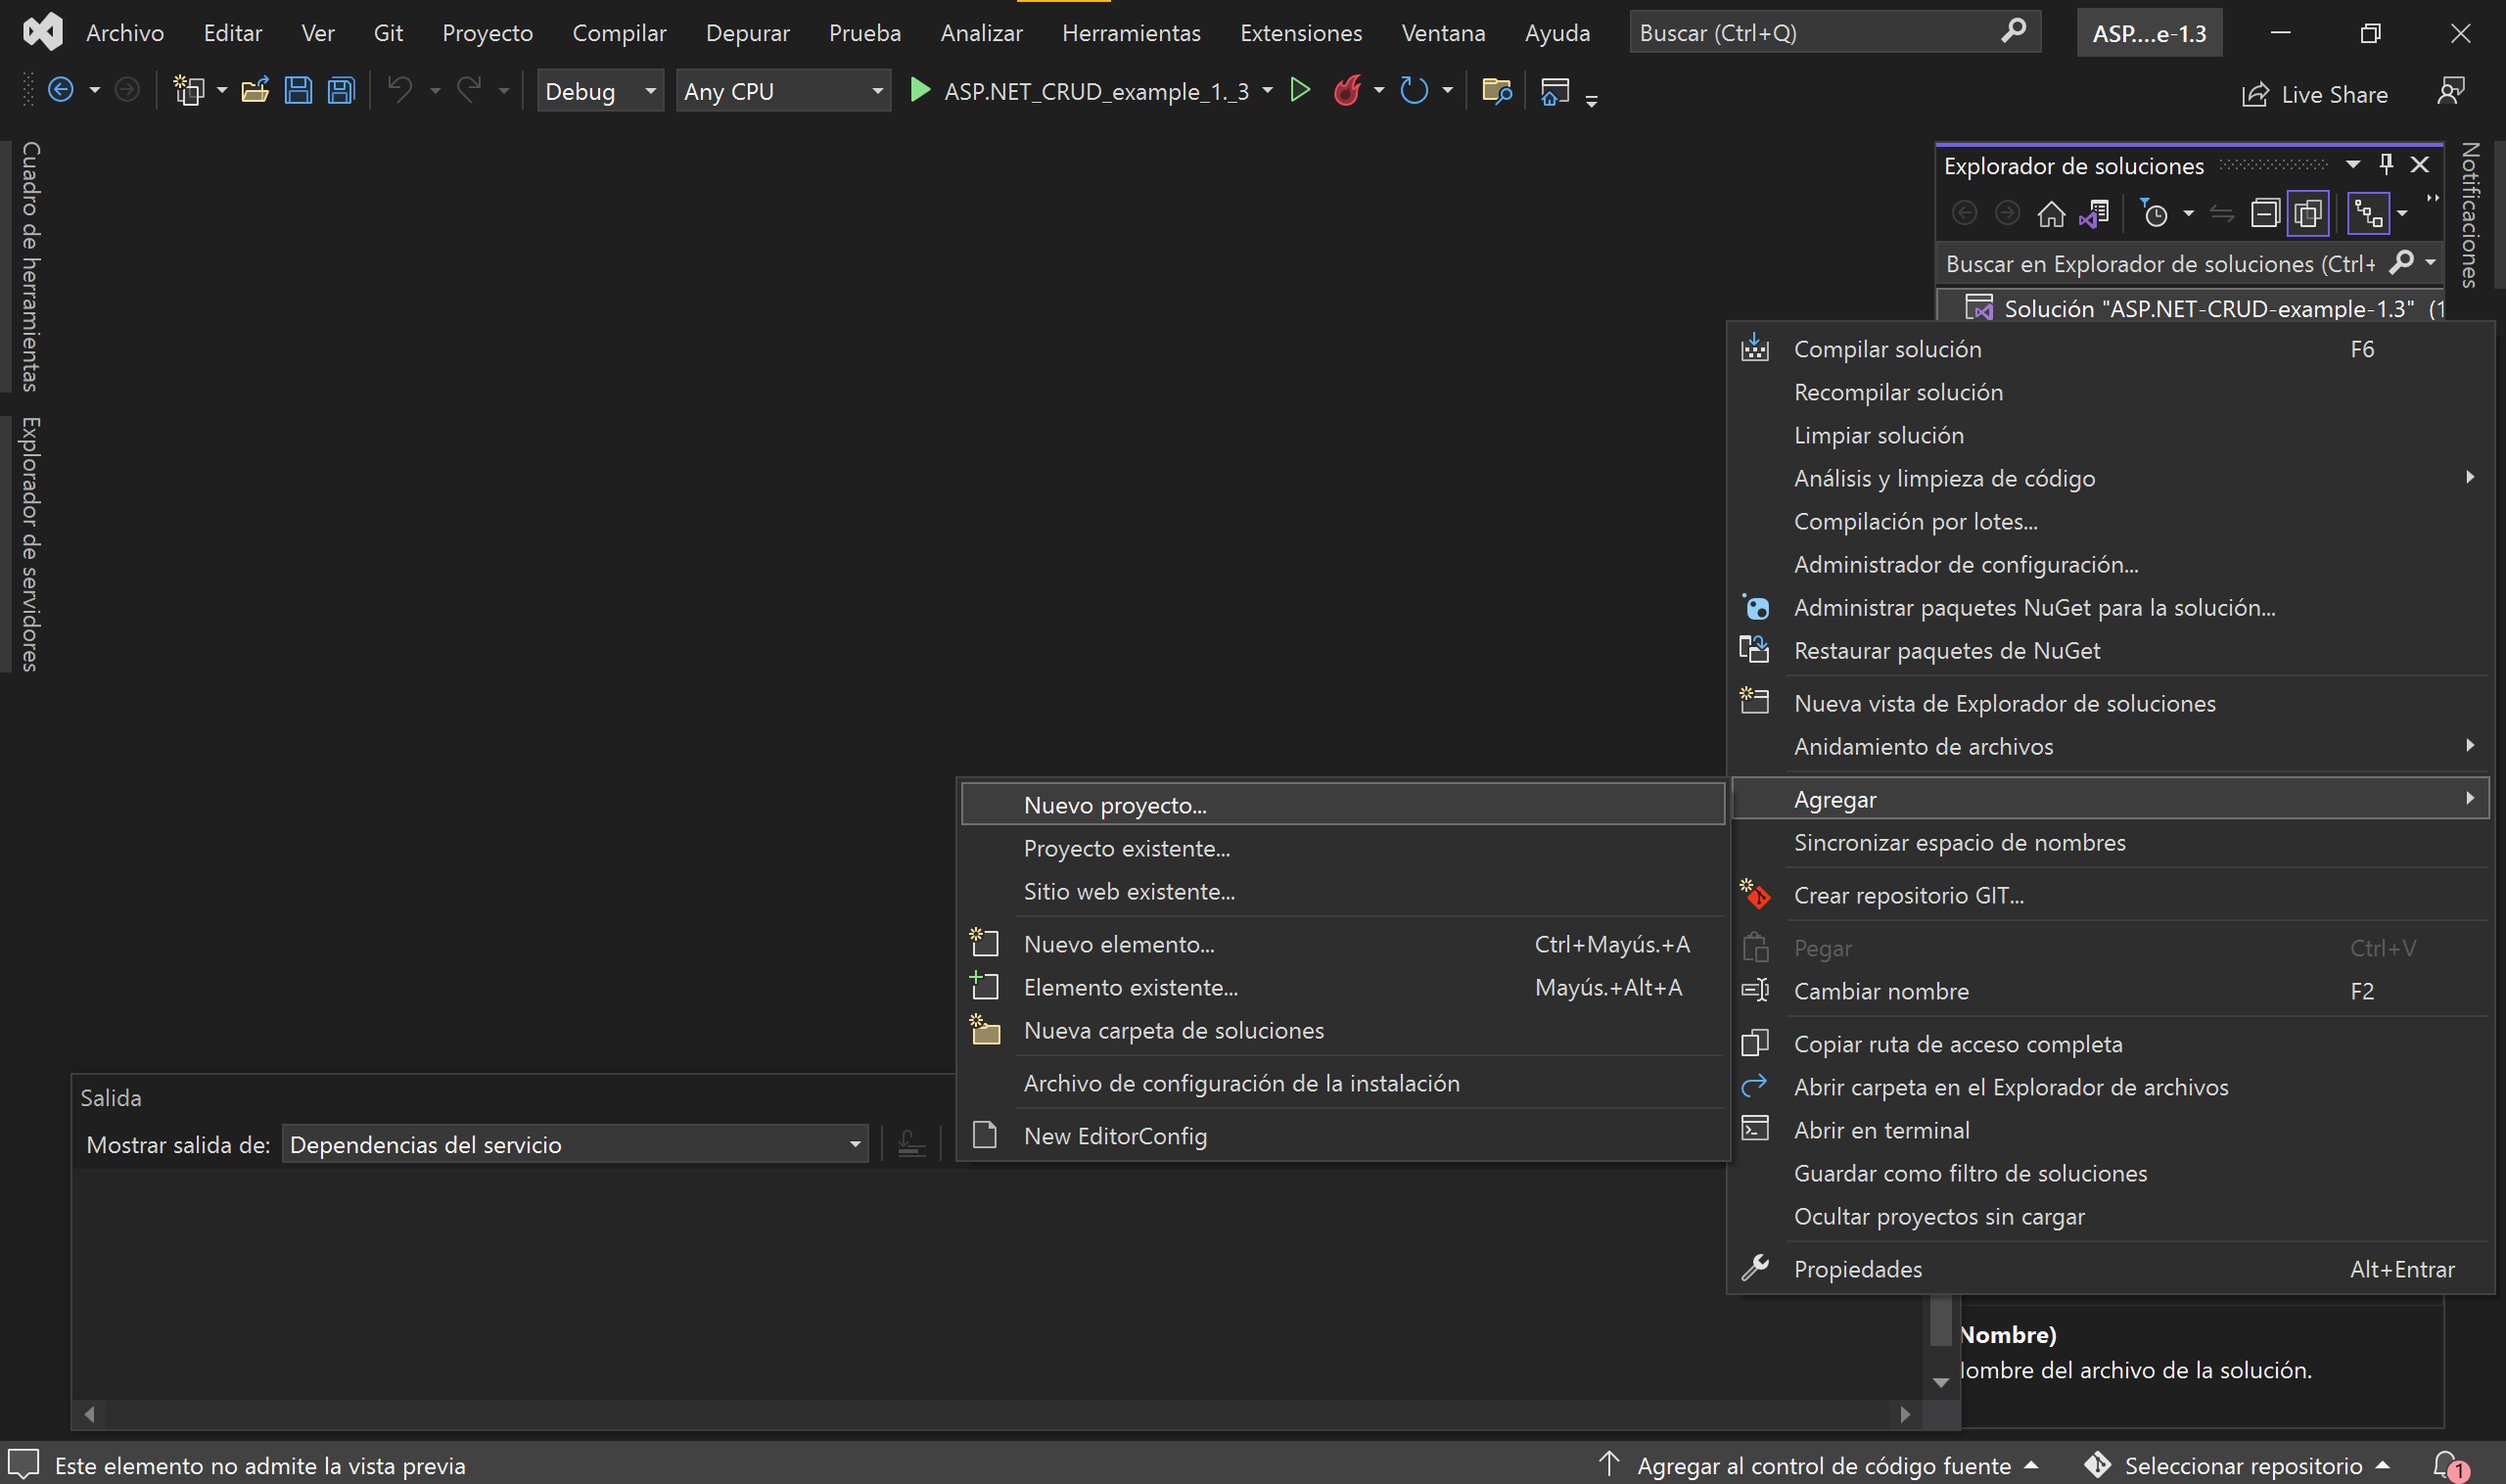 Archivo Editar Ver Git Proyecto Compilar Depurar Prueba Analizar Herramientas Extensiones Ventana Ayuda Buscar (Ctrl+Q) ASP....e-1.3
Debug Any CPU ASP.NET_CRUD_example_1._3 Live Share
Cuadro de herramientas
Explorador de servidores
Explorador de soluciones
Notificaciones
Buscar en Explorador de soluciones (Ctrl+
Solución "ASP.NET-CRUD-example-1.3" (1
Compilar solución F6
Recompilar solución
Limpiar solución
Análisis y limpieza de código
Compilación por lotes...
Administrador de configuración...
Administrar paquetes NuGet para la solución...
Restaurar paquetes de NuGet
Nueva vista de Explorador de soluciones
Anidamiento de archivos
Agregar
Sincronizar espacio de nombres
Crear repositorio GIT...
Pegar Ctrl+V
Cambiar nombre F2
Copiar ruta de acceso completa
Abrir carpeta en el Explorador de archivos
Abrir en terminal
Guardar como filtro de soluciones
Ocultar proyectos sin cargar
Propiedades Alt+Entrar
Nuevo proyecto...
Proyecto existente...
Sitio web existente...
Nuevo elemento... Ctrl+Mayús.+A
Elemento existente... Mayús.+Alt+A
Nueva carpeta de soluciones
Archivo de configuración de la instalación
New EditorConfig
Salida
Mostrar salida de: Dependencias del servicio
Nombre)
ombre del archivo de la solución.
Este elemento no admite la vista previa Agregar al control de código fuente Seleccionar repositorio 1